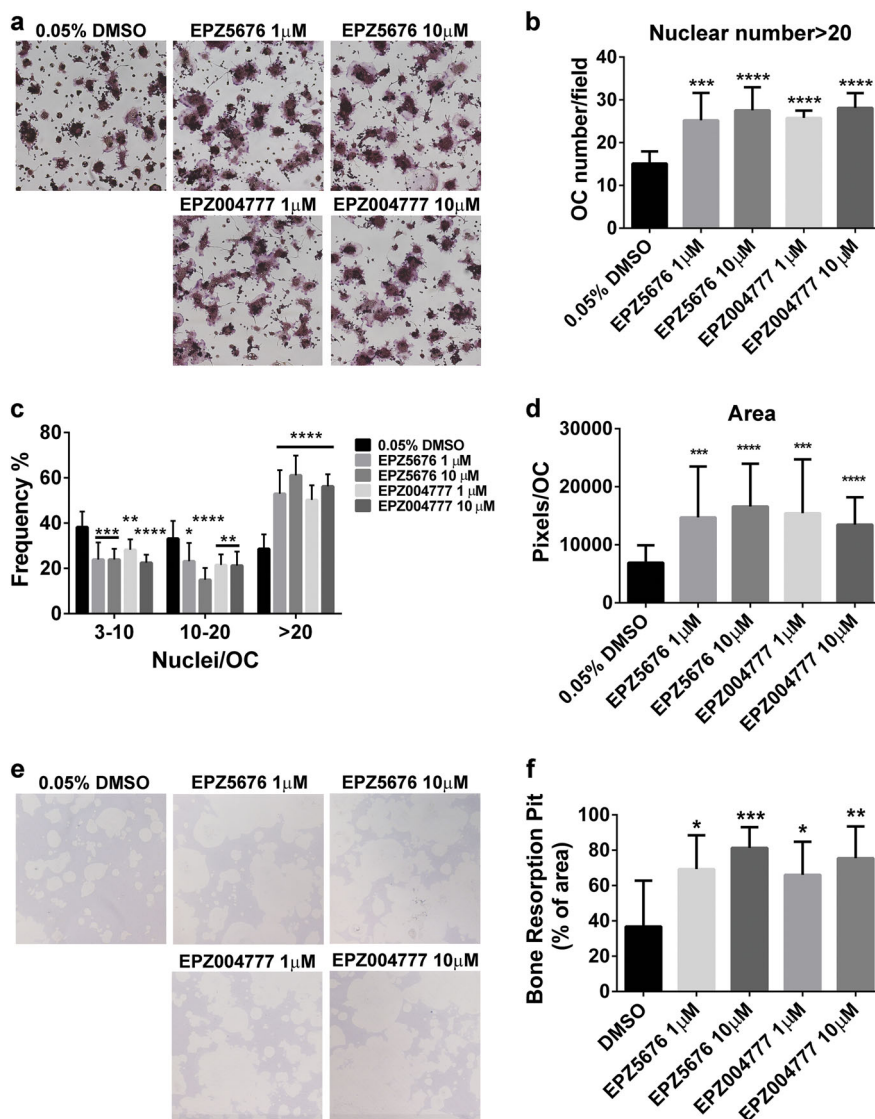 a
0.05% DMSO
EPZ5676 1μM
EPZ5676 10μM
EPZ004777 1μM
EPZ004777 10μM
b
Nuclear number>20
OC number/field
40
30
20
10
0
***
****
****
****
0.05% DMSO
EPZ5676 1μM
EPZ5676 10μM
EPZ004777 1μM
EPZ004777 10μM
c
Frequency %
80
60
40
20
0
***
**
****
*
****
**
****
3-10
10-20
>20
Nuclei/OC
0.05% DMSO
EPZ5676 1 μM
EPZ5676 10 μM
EPZ004777 1 μM
EPZ004777 10 μM
d
Area
Pixels/OC
30000
20000
10000
0
***
****
***
****
0.05% DMSO
EPZ5676 1μM
EPZ5676 10μM
EPZ004777 1μM
EPZ004777 10μM
e
0.05% DMSO
EPZ5676 1μM
EPZ5676 10μM
EPZ004777 1μM
EPZ004777 10μM
f
Bone Resorption Pit
(% of area)
100
80
60
40
20
0
*
***
*
**
DMSO
EPZ5676 1μM
EPZ5676 10μM
EPZ004777 1μM
EPZ004777 10μM